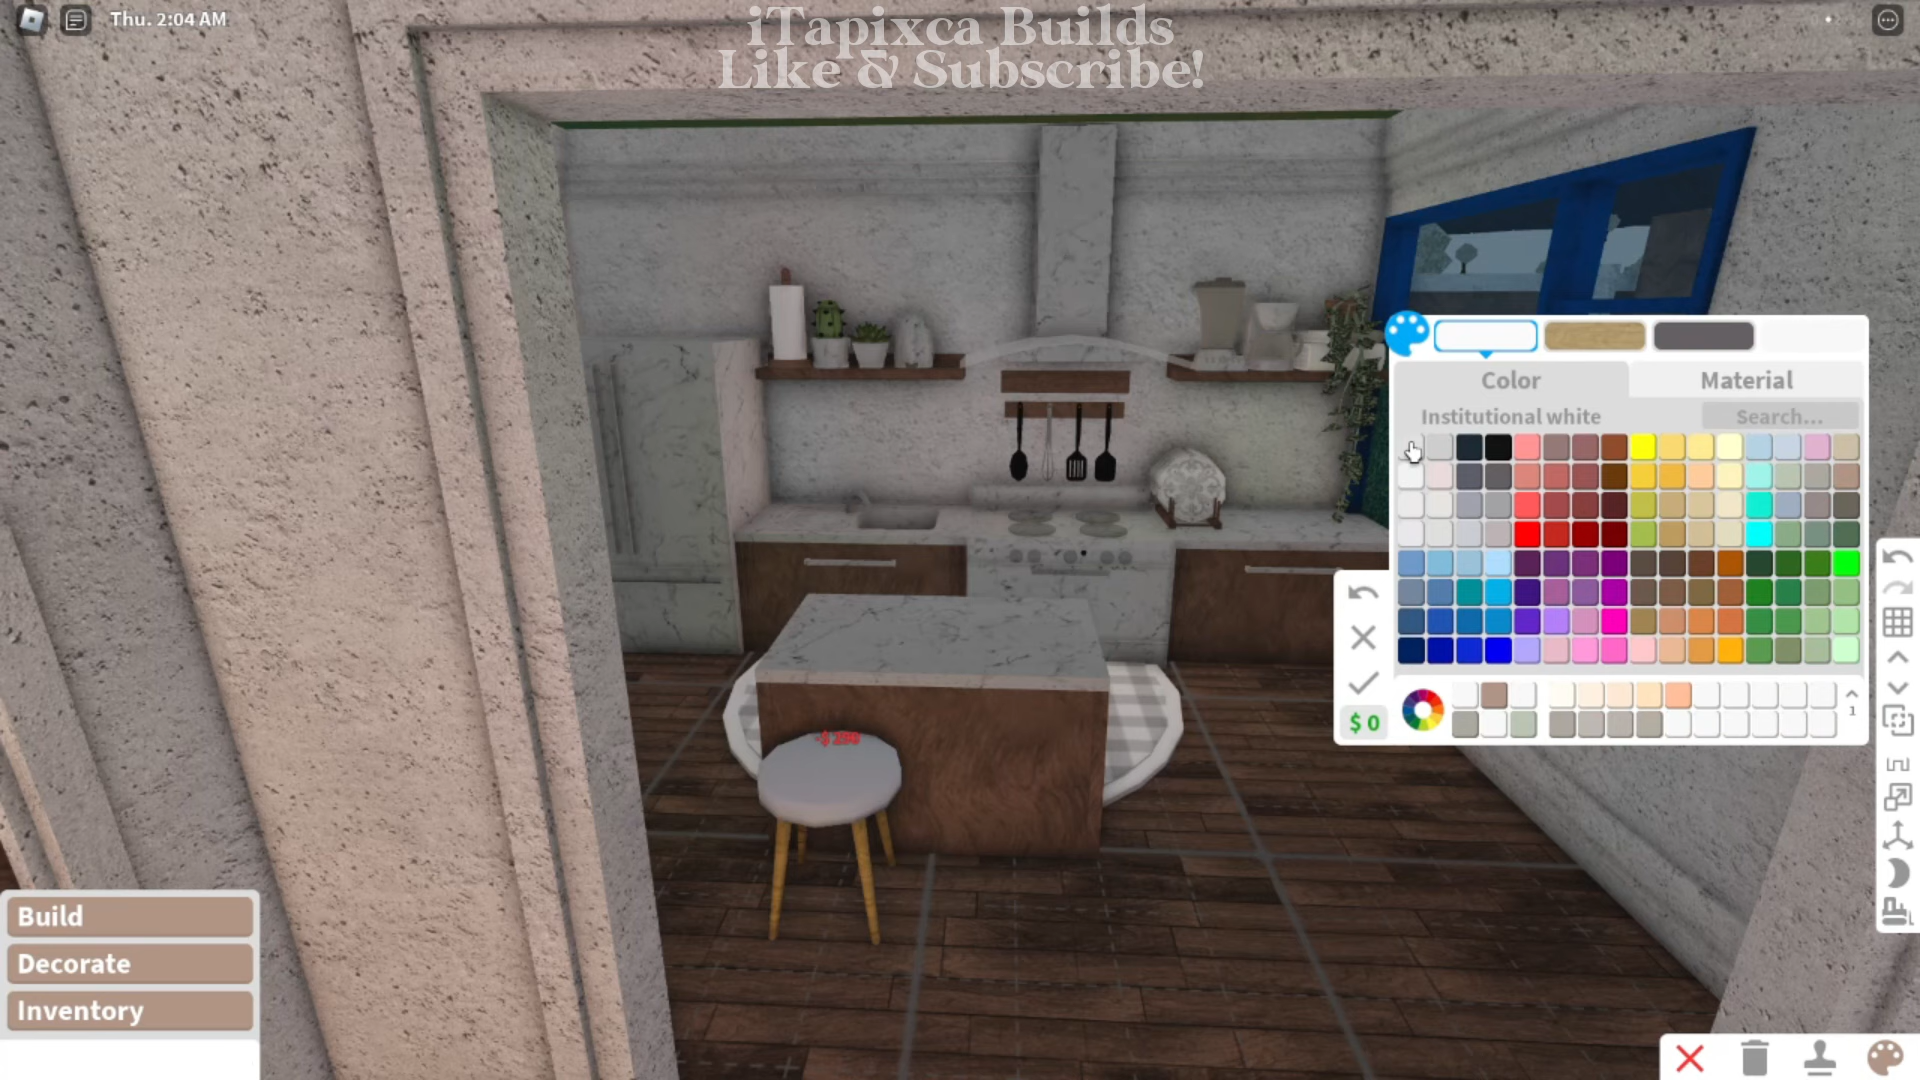 Thu. 2:04 AM
iTapixca Builds
Like & Subscribe!
Color
Material
Institutional white
Search...
1
$ 0
Build
Decorate
Inventory